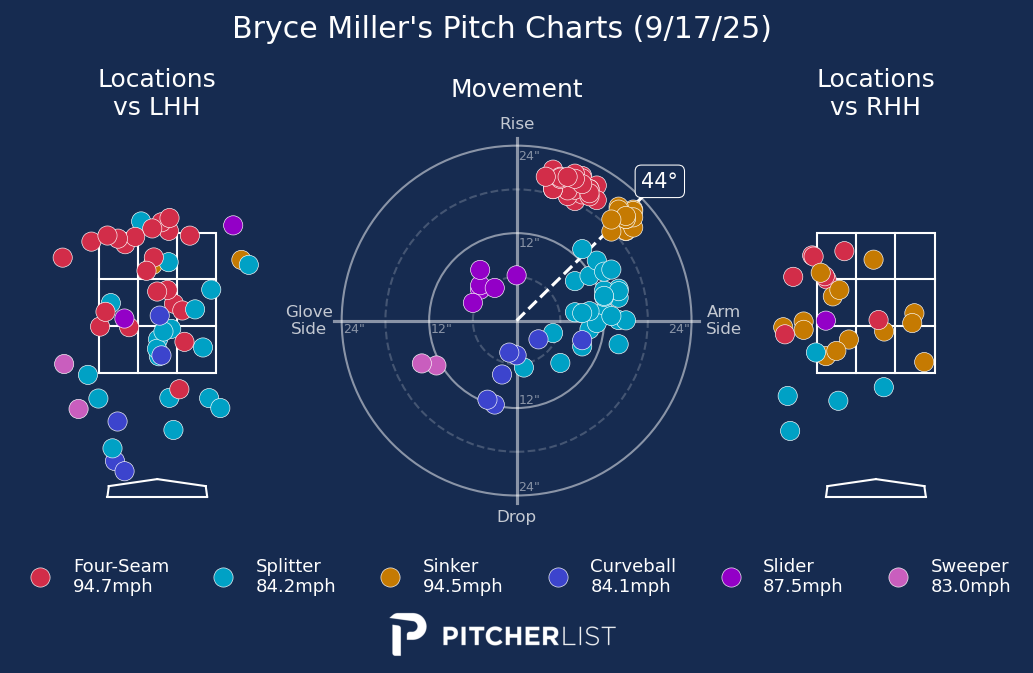 Bryce Miller's Pitch Charts (9/17/25)
Locations
vs LHH
Movement
Locations
vs RHH
Rise
24"
44°
12"
Glove
Side
24"
12"
24"
Arm
Side
12"
24"
Drop
Four-Seam
94.7mph
Splitter
84.2mph
Sinker
94.5mph
Curveball
84.1mph
Slider
87.5mph
Sweeper
83.0mph
PITCHERLIST